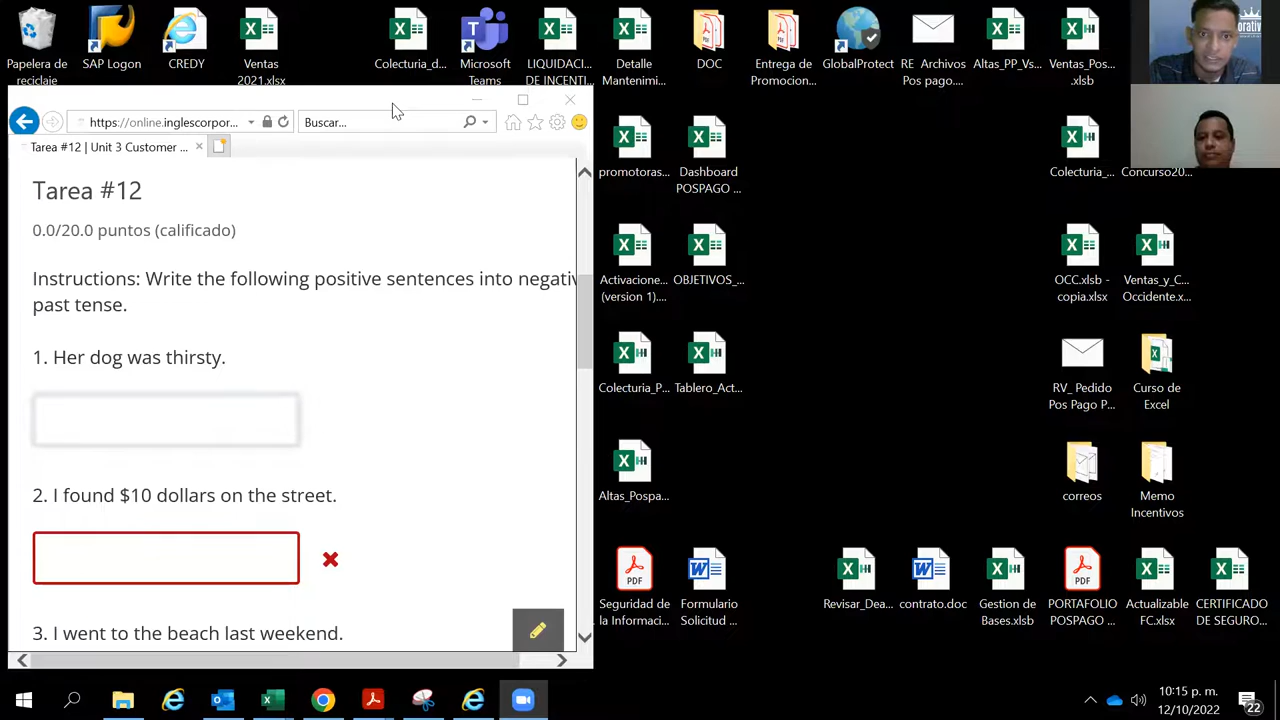 Papelera de
reciclaje
SAP Logon
CREDY
Ventas
2021.xlsx
Colecturia_d...
Microsoft
Teams
LIQUIDACI
DE INCENTI...
Detalle
Mantenimi...
DOC
Entrega de
Promocion...
GlobalProtect
RE_ Archivos
Pos pago...
Altas_PP_Vs...
Ventas_Pos...
.xlsb
https://online.inglescorpor...
Buscar...
Tarea #12 | Unit 3 Customer ...
promotoras...
Dashboard
POSPAGO ...
Colecturia_...
Concurso20...
Tarea #12
0.0/20.0 puntos (calificado)
Instructions: Write the following positive sentences into negativ
past tense.
1. Her dog was thirsty.
2. I found $10 dollars on the street.
3. I went to the beach last weekend.
Activacione...
(version 1)....
OBJETIVOS_...
OCC.xlsb -
copia.xlsx
Ventas_y_C...
Occidente.x...
Colecturia_P...
Tablero_Act...
RV_ Pedido
Pos Pago P...
Curso de
Excel
Altas_Pospa...
correos
Memo
Incentivos
Seguridad de
la Informaci...
Formulario
Solicitud ...
Revisar_Dea...
contrato.doc
Gestion de
Bases.xlsb
PORTAFOLIO
POSPAGO ...
Actualizable
FC.xlsx
CERTIFICADO
DE SEGURO...
10:15 p. m.
12/10/2022
22